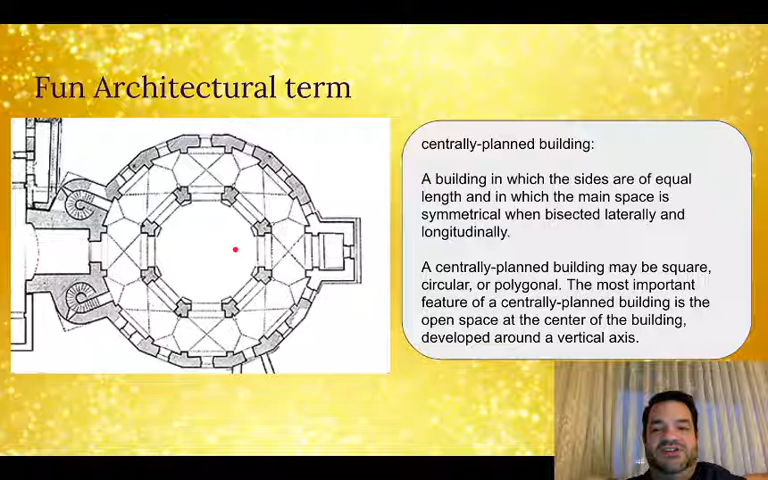 Fun Architectural term
centrally-planned building:
A building in which the sides are of equal
length and in which the main space is
symmetrical when bisected laterally and
longitudinally.
A centrally-planned building may be square,
circular, or polygonal. The most important
feature of a centrally-planned building is the
open space at the center of the building,
developed around a vertical axis.